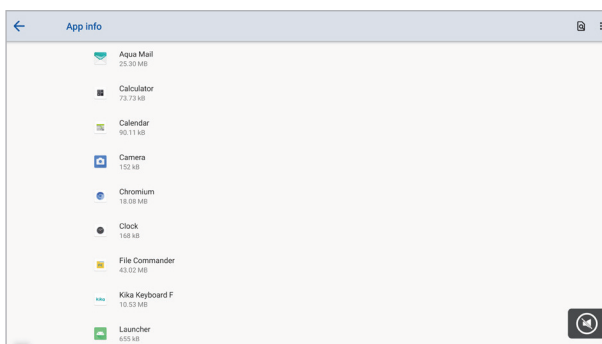 App info
Aqua Mail
25.30 MB
Calculator
73.73 kB
Calendar
90.11 kB
Camera
152 kB
Chromium
18.08 MB
Clock
168 kB
File Commander
43.02 MB
Kika
Kika Keyboard F
10.53 MB
Launcher
655 kB